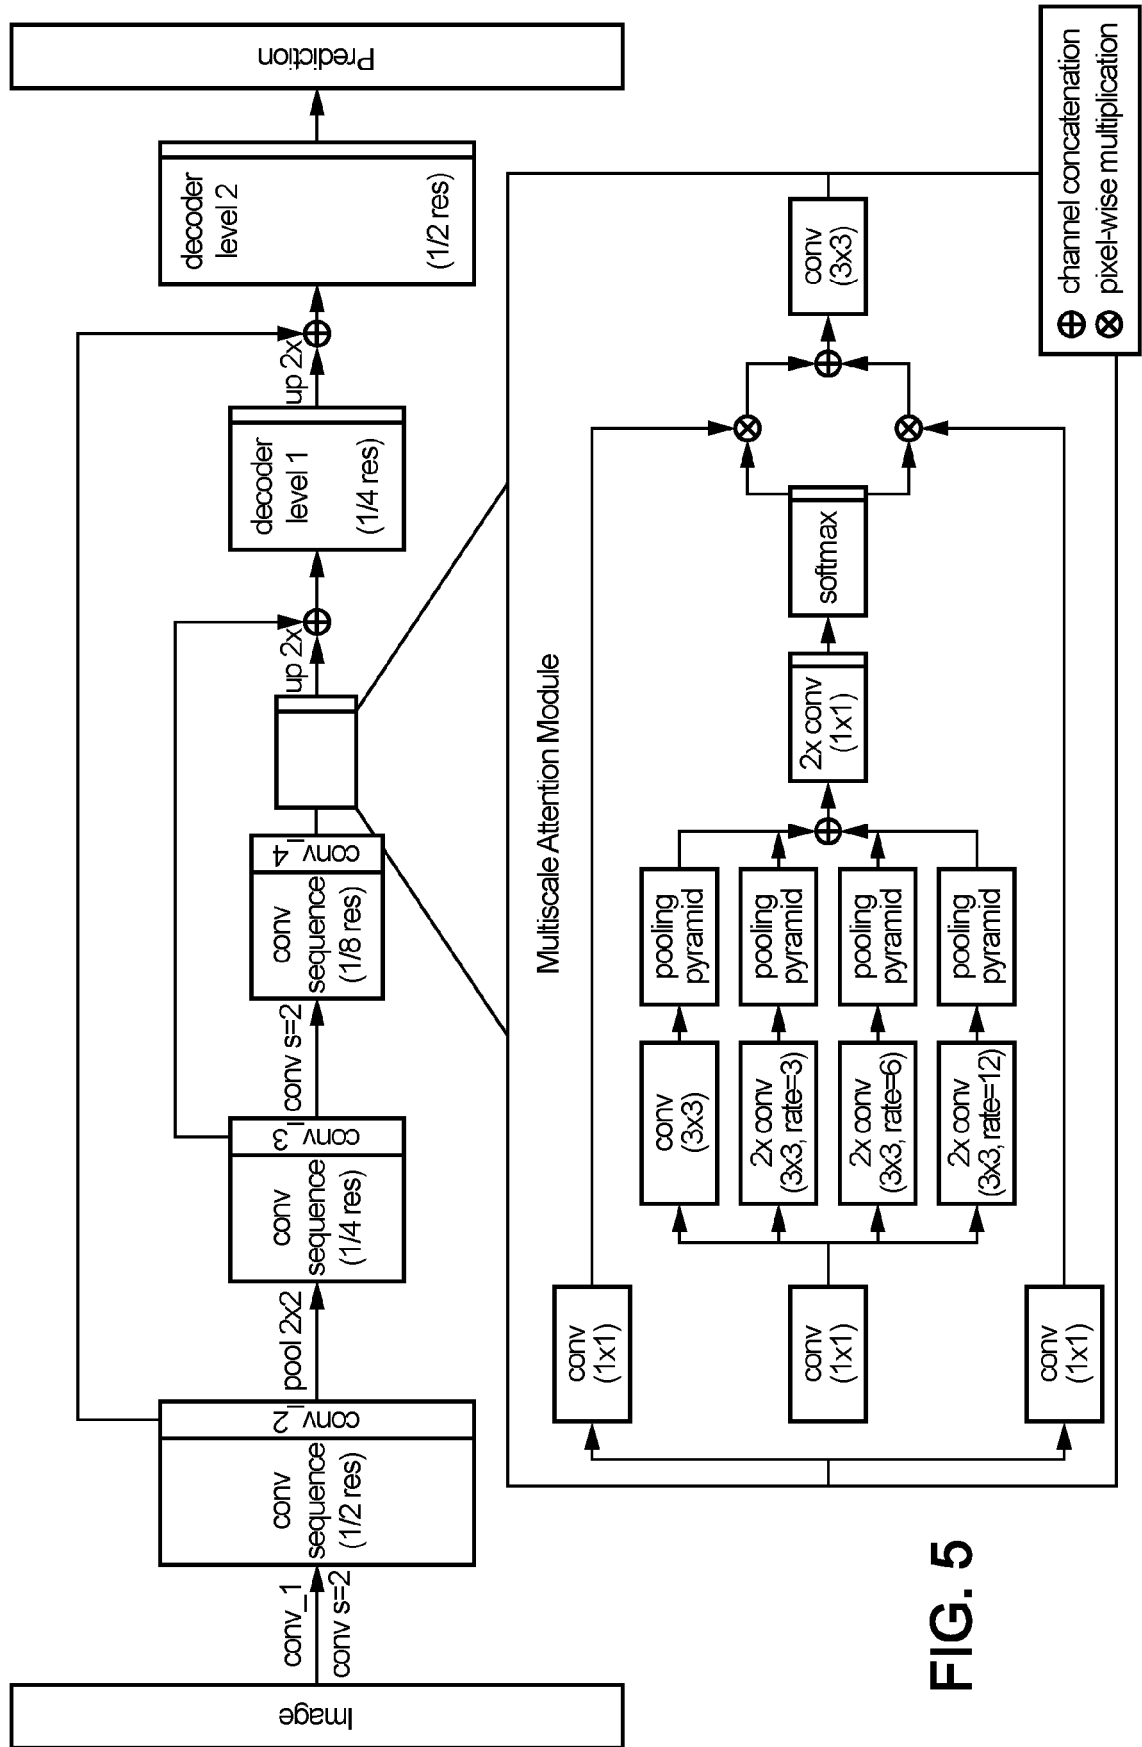 Image
conv_1
conv s=2
conv
sequence
(1/2 res)
conv_2
pool 2x2
conv
sequence
(1/4 res)
conv_3
conv s=2
conv
sequence
(1/8 res)
conv_4
up 2x
decoder
level 1
(1/4 res)
up 2x
decoder
level 2
(1/2 res)
Prediction
Multiscale Attention Module
conv
(1x1)
conv
(1x1)
conv
(1x1)
conv
(3x3)
2x conv
(3x3, rate=3)
2x conv
(3x3, rate=6)
2x conv
(3x3, rate=12)
pooling
pyramid
pooling
pyramid
pooling
pyramid
pooling
pyramid
2x conv
(1x1)
softmax
conv
(3x3)
channel concatenation
pixel-wise multiplication
FIG. 5